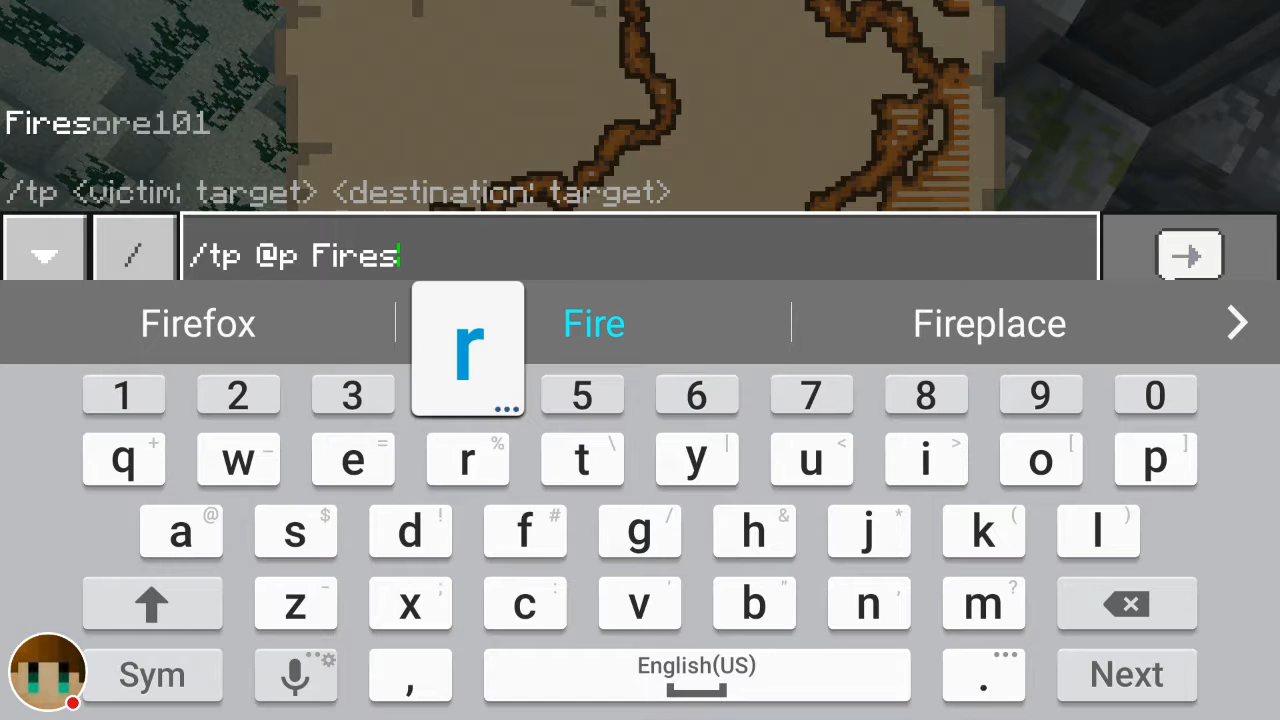 Firesore101
/tp <victim: target> <destination: target>
/ /tp @p Fires
Firefox Fire Fireplace
r
1 2 3 5 6 7 8 9 0
q + w e = r % t \ y | u < i > o [ p ]
a @ s $ d ! f # g / h & j * k ( l )
z - x ; c : v ' b " n , m ?
Sym , English(US) . Next